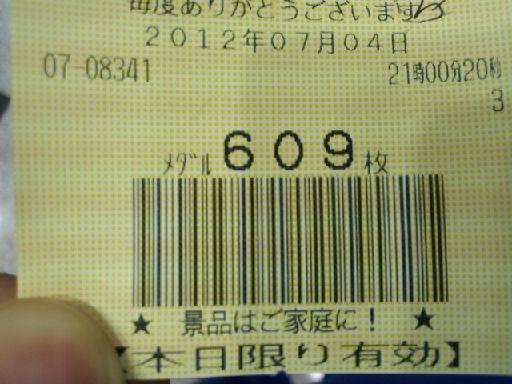 毎度ありがとうございます
2012年07月04日
07-08341 21時00分20秒
3
ﾒﾀﾞﾙ 609枚
★ 景品はご家庭に! ★
【本日限り有効】